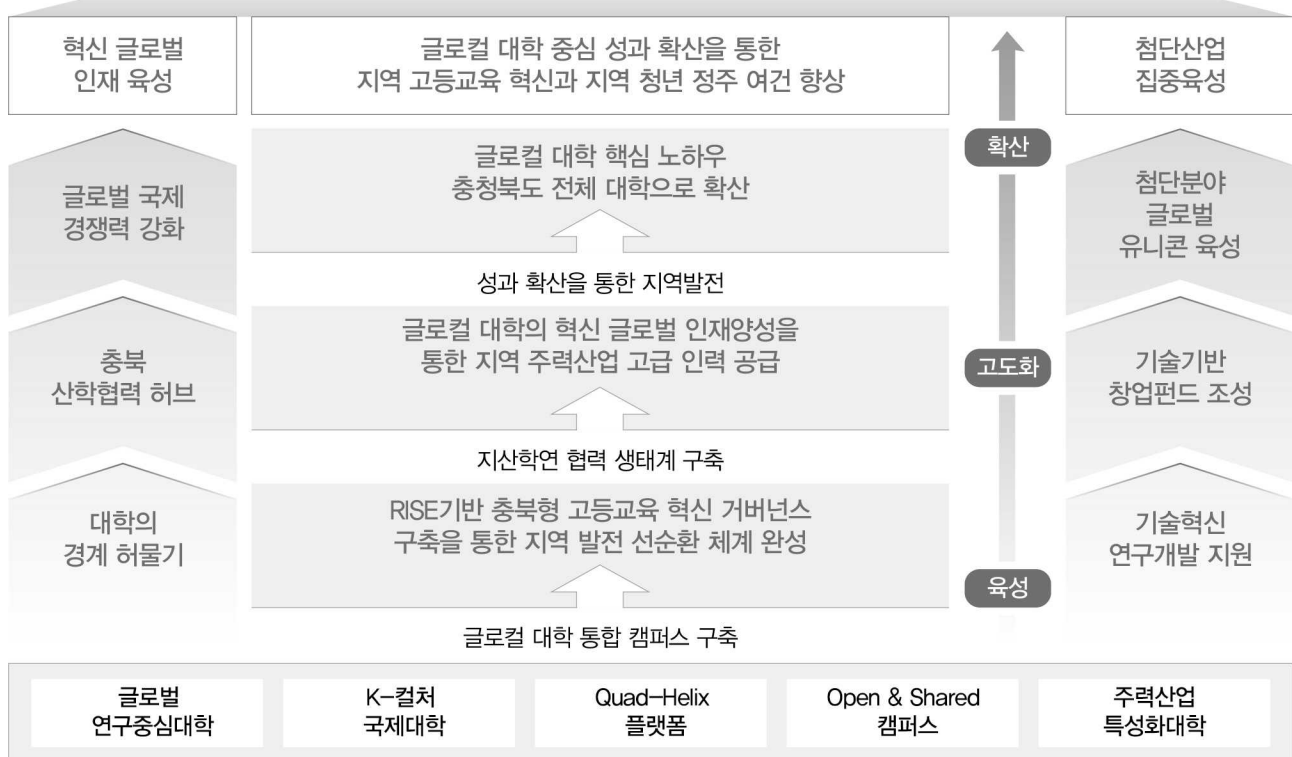 혁신 글로벌
인재 육성
글로컬 대학 중심 성과 확산을 통한
지역 고등교육 혁신과 지역 청년 정주 여건 향상
첨단산업
집중육성
확산
글로벌 국제
경쟁력 강화
글로컬 대학 핵심 노하우
충청북도 전체 대학으로 확산
첨단분야
글로벌
유니콘 육성
성과 확산을 통한 지역발전
충북
산학협력 허브
글로컬 대학의 혁신 글로벌 인재양성을
통한 지역 주력산업 고급 인력 공급
고도화
기술기반
창업펀드 조성
지산학연 협력 생태계 구축
대학의
경계 허물기
RISE기반 충북형 고등교육 혁신 거버넌스
구축을 통한 지역 발전 선순환 체계 완성
육성
기술혁신
연구개발 지원
글로컬 대학 통합 캠퍼스 구축
글로벌
연구중심대학
K-컬처
국제대학
Quad-Helix
플랫폼
Open & Shared
캠퍼스
주력산업
특성화대학